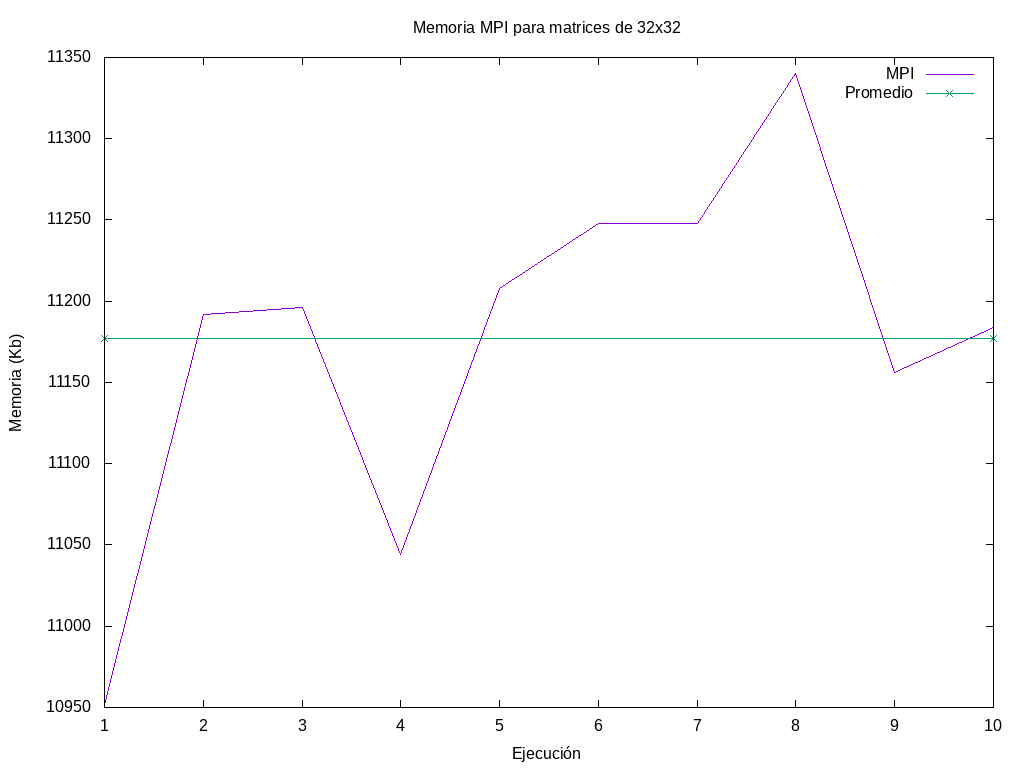 Memoria MPI para matrices de 32x32
MPI
Promedio
11350
11300
11250
11200
11150
11100
11050
11000
10950
Memoria (Kb)
1 2 3 4 5 6 7 8 9 10
Ejecución